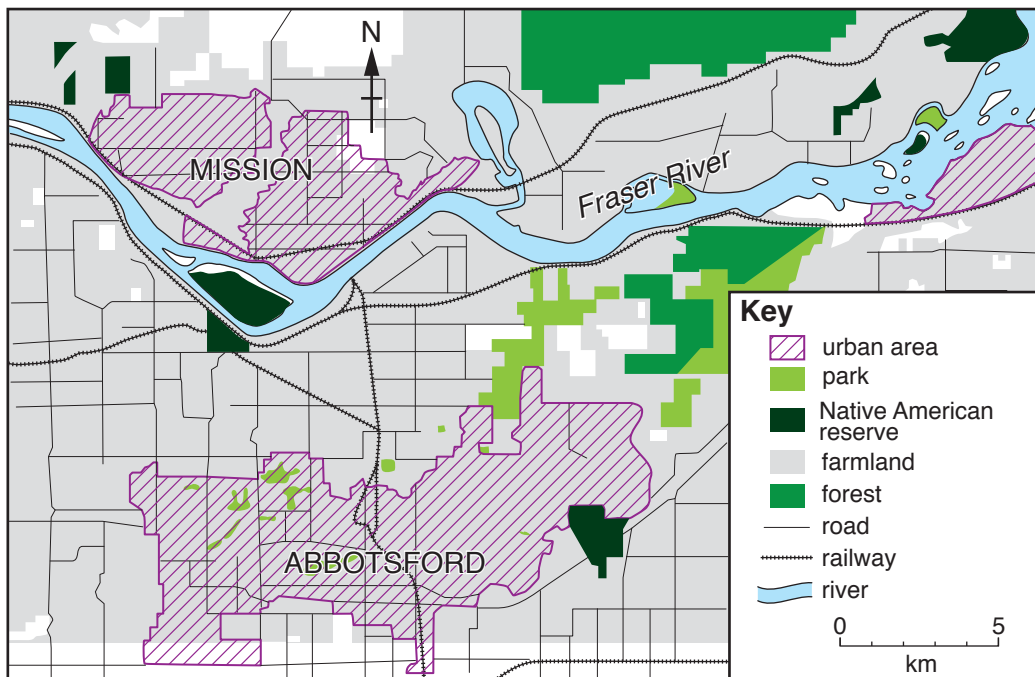 N
MISSION
Fraser River
ABBOTSFORD
Key
urban area
park
Native American
reserve
farmland
forest
road
railway
river
0 5
km